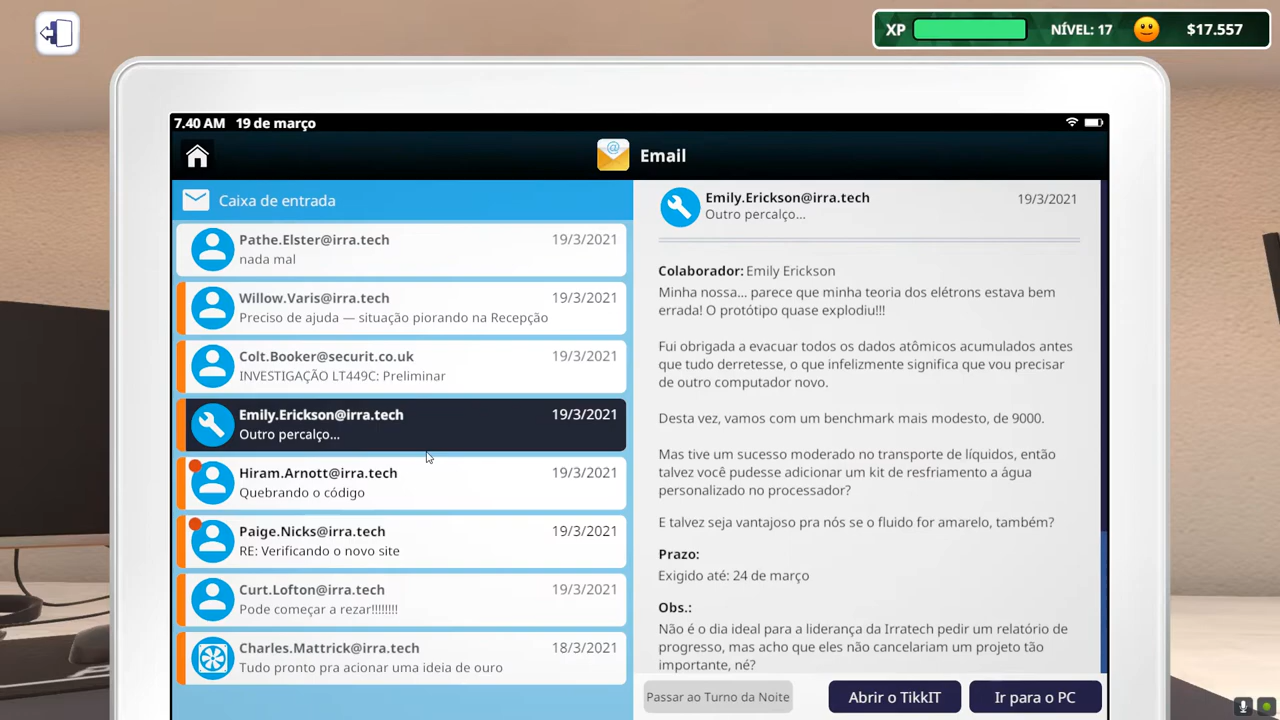 XP NÍVEL: 17 $17.557
7.40 AM 19 de março
Email
Caixa de entrada
Pathe.Elster@irra.tech 19/3/2021
nada mal
Willow.Varis@irra.tech 19/3/2021
Preciso de ajuda — situação piorando na Recepção
Colt.Booker@securit.co.uk 19/3/2021
INVESTIGAÇÃO LT449C: Preliminar
Emily.Erickson@irra.tech 19/3/2021
Outro percalço...
Hiram.Arnott@irra.tech 19/3/2021
Quebrando o código
Paige.Nicks@irra.tech 19/3/2021
RE: Verificando o novo site
Curt.Lofton@irra.tech 19/3/2021
Pode começar a rezar!!!!!!!!
Charles.Mattrick@irra.tech 18/3/2021
Tudo pronto pra acionar uma ideia de ouro
Emily.Erickson@irra.tech 19/3/2021
Outro percalço...
Colaborador: Emily Erickson
Minha nossa... parece que minha teoria dos elétrons estava bem
errada! O protótipo quase explodiu!!!
Fui obrigada a evacuar todos os dados atômicos acumulados antes
que tudo derretesse, o que infelizmente significa que vou precisar
de outro computador novo.
Desta vez, vamos com um benchmark mais modesto, de 9000.
Mas tive um sucesso moderado no transporte de líquidos, então
talvez você pudesse adicionar um kit de resfriamento a água
personalizado no processador?
E talvez seja vantajoso pra nós se o fluido for amarelo, também?
Prazo:
Exigido até: 24 de março
Obs.:
Não é o dia ideal para a liderança da Irratech pedir um relatório de
progresso, mas acho que eles não cancelariam um projeto tão
importante, né?
Passar ao Turno da Noite Abrir o TikkIT Ir para o PC